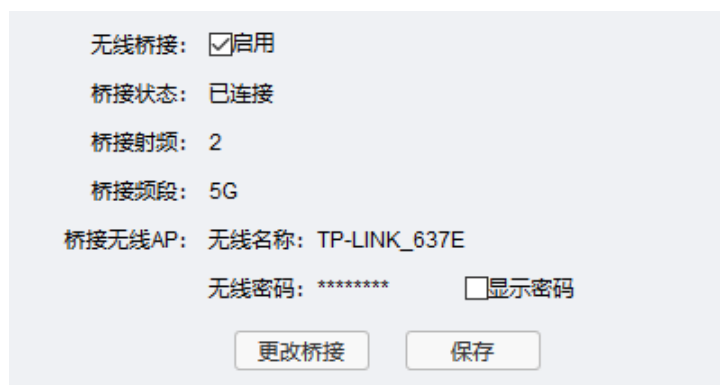 无线桥接： 启用
桥接状态： 已连接
桥接射频： 2
桥接频段： 5G
桥接无线AP： 无线名称：TP-LINK_637E
无线密码：******** 显示密码
更改桥接 保存